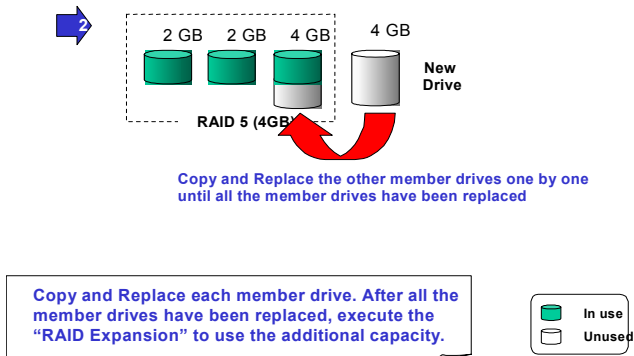 2
2 GB 2 GB 4 GB 4 GB
New
Drive
RAID 5 (4GB)
Copy and Replace the other member drives one by one
until all the member drives have been replaced
Copy and Replace each member drive. After all the
member drives have been replaced, execute the
“RAID Expansion” to use the additional capacity.
In use
Unused